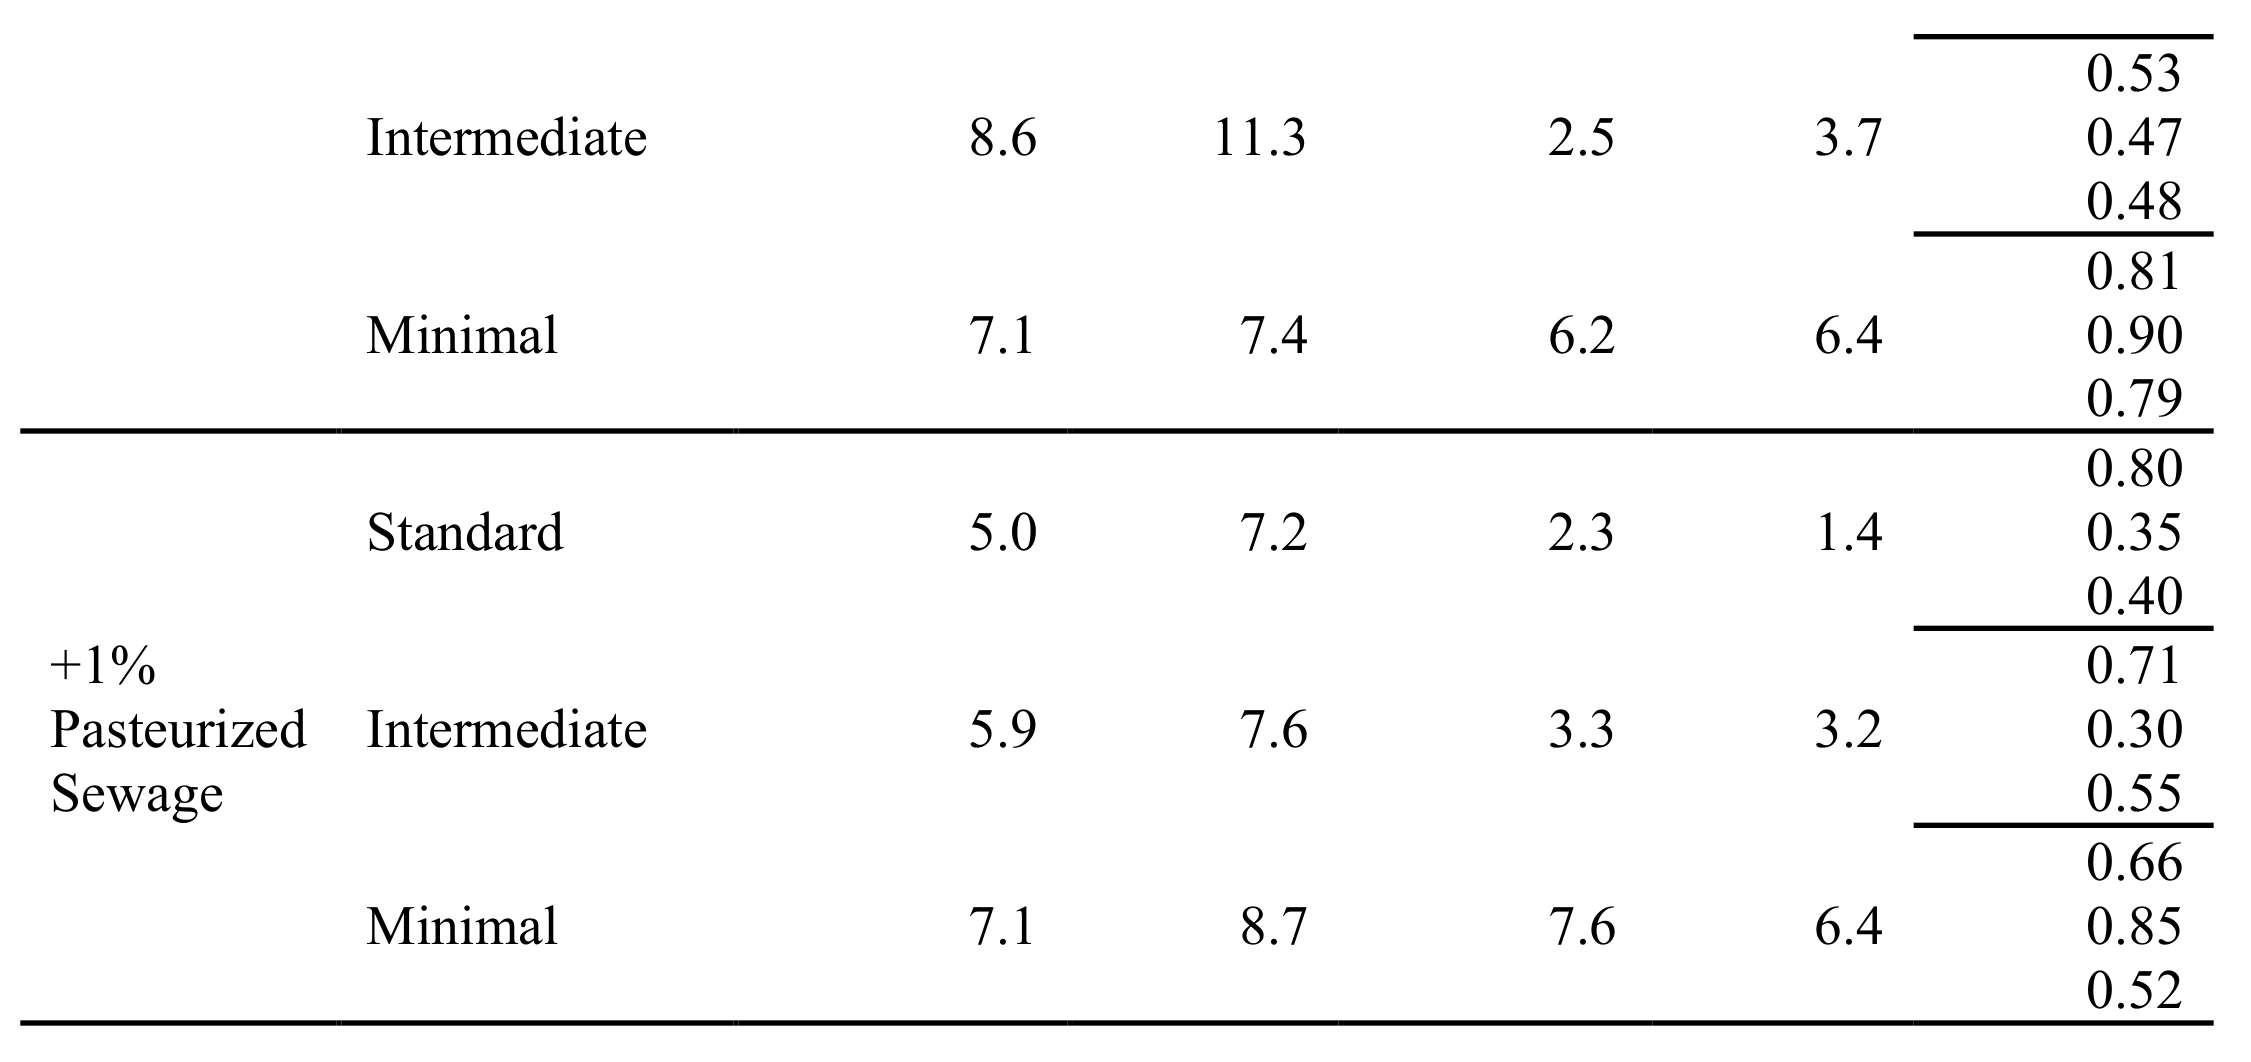 0.53
Intermediate 8.6 11.3 2.5 3.7 0.47
0.48
0.81
Minimal 7.1 7.4 6.2 6.4 0.90
0.79
0.80
Standard 5.0 7.2 2.3 1.4 0.35
0.40
+1% 0.71
Pasteurized Intermediate 5.9 7.6 3.3 3.2 0.30
Sewage 0.55
0.66
Minimal 7.1 8.7 7.6 6.4 0.85
0.52